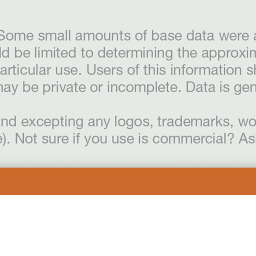 Some small amounts of base data were
ld be limited to determining the approxim
articular use. Users of this information s
may be private or incomplete. Data is gen
and excepting any logos, trademarks, wo
e). Not sure if you use is commercial? As